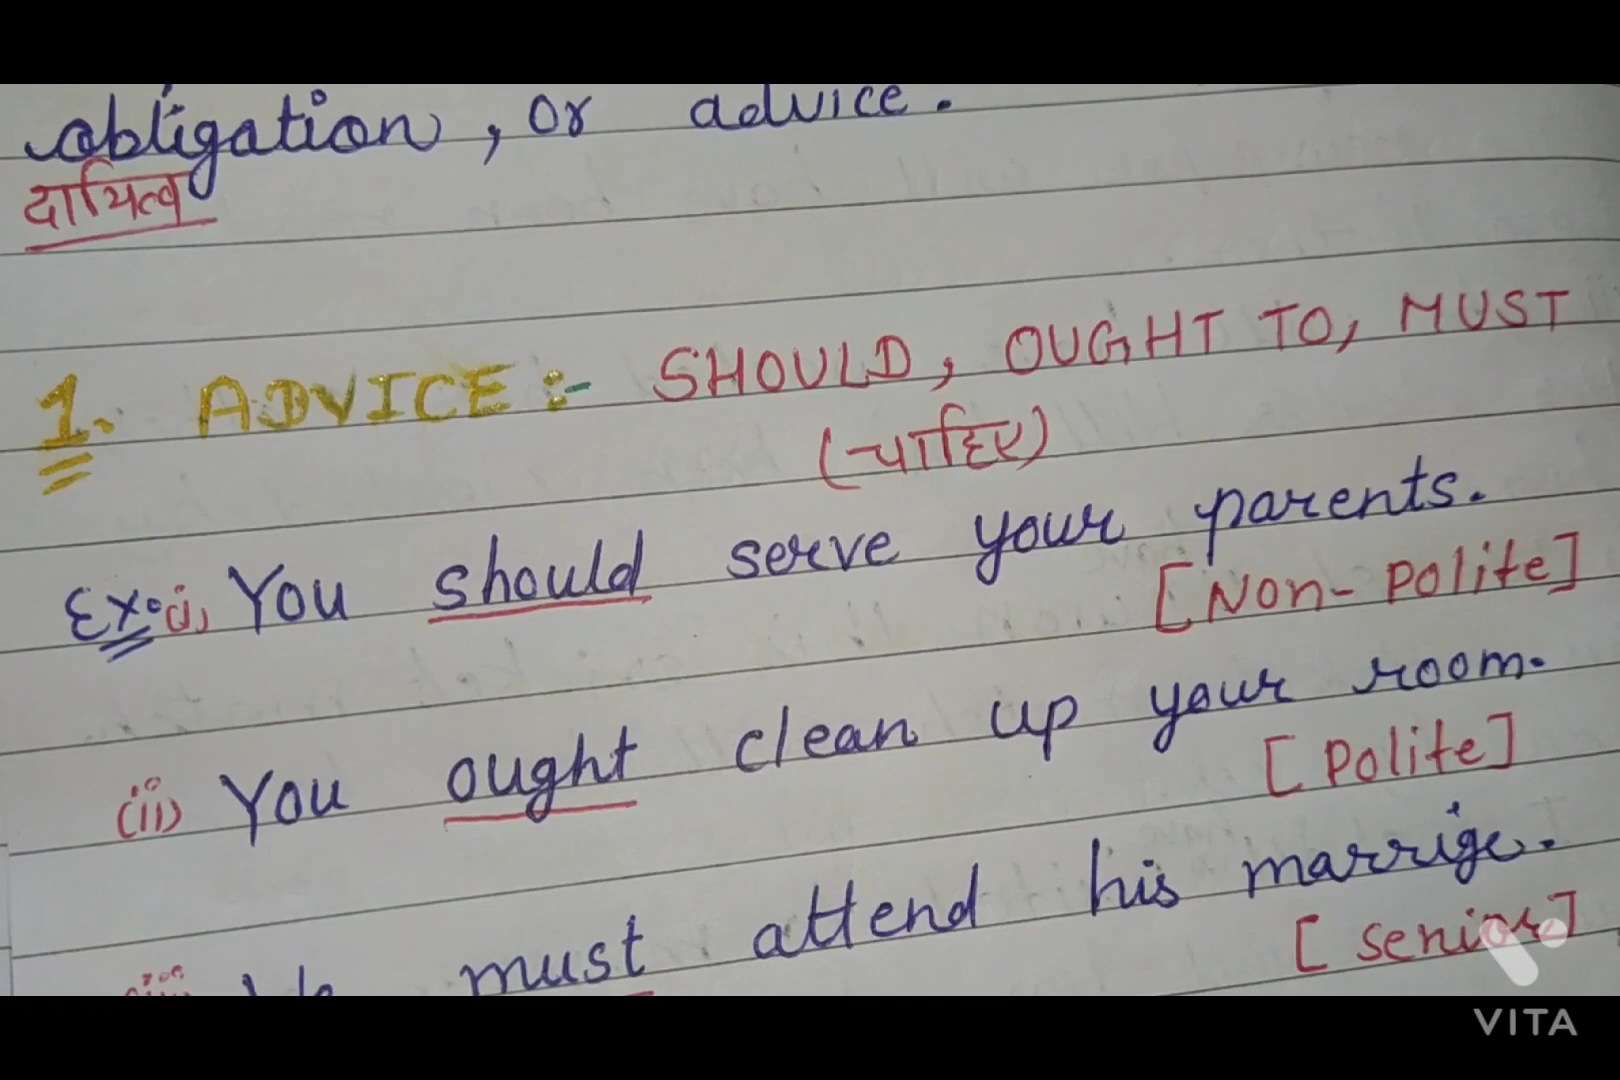 obligation, or advice.
दायित्व
1. ADVICE :- SHOULD, OUGHT TO, MUST
(चाहिए)
Ex:(i) You should serve your parents.
[Non-Polite]
(ii) You ought clean up your room.
[Polite]
must attend his marrige.
[Senior]
VITA